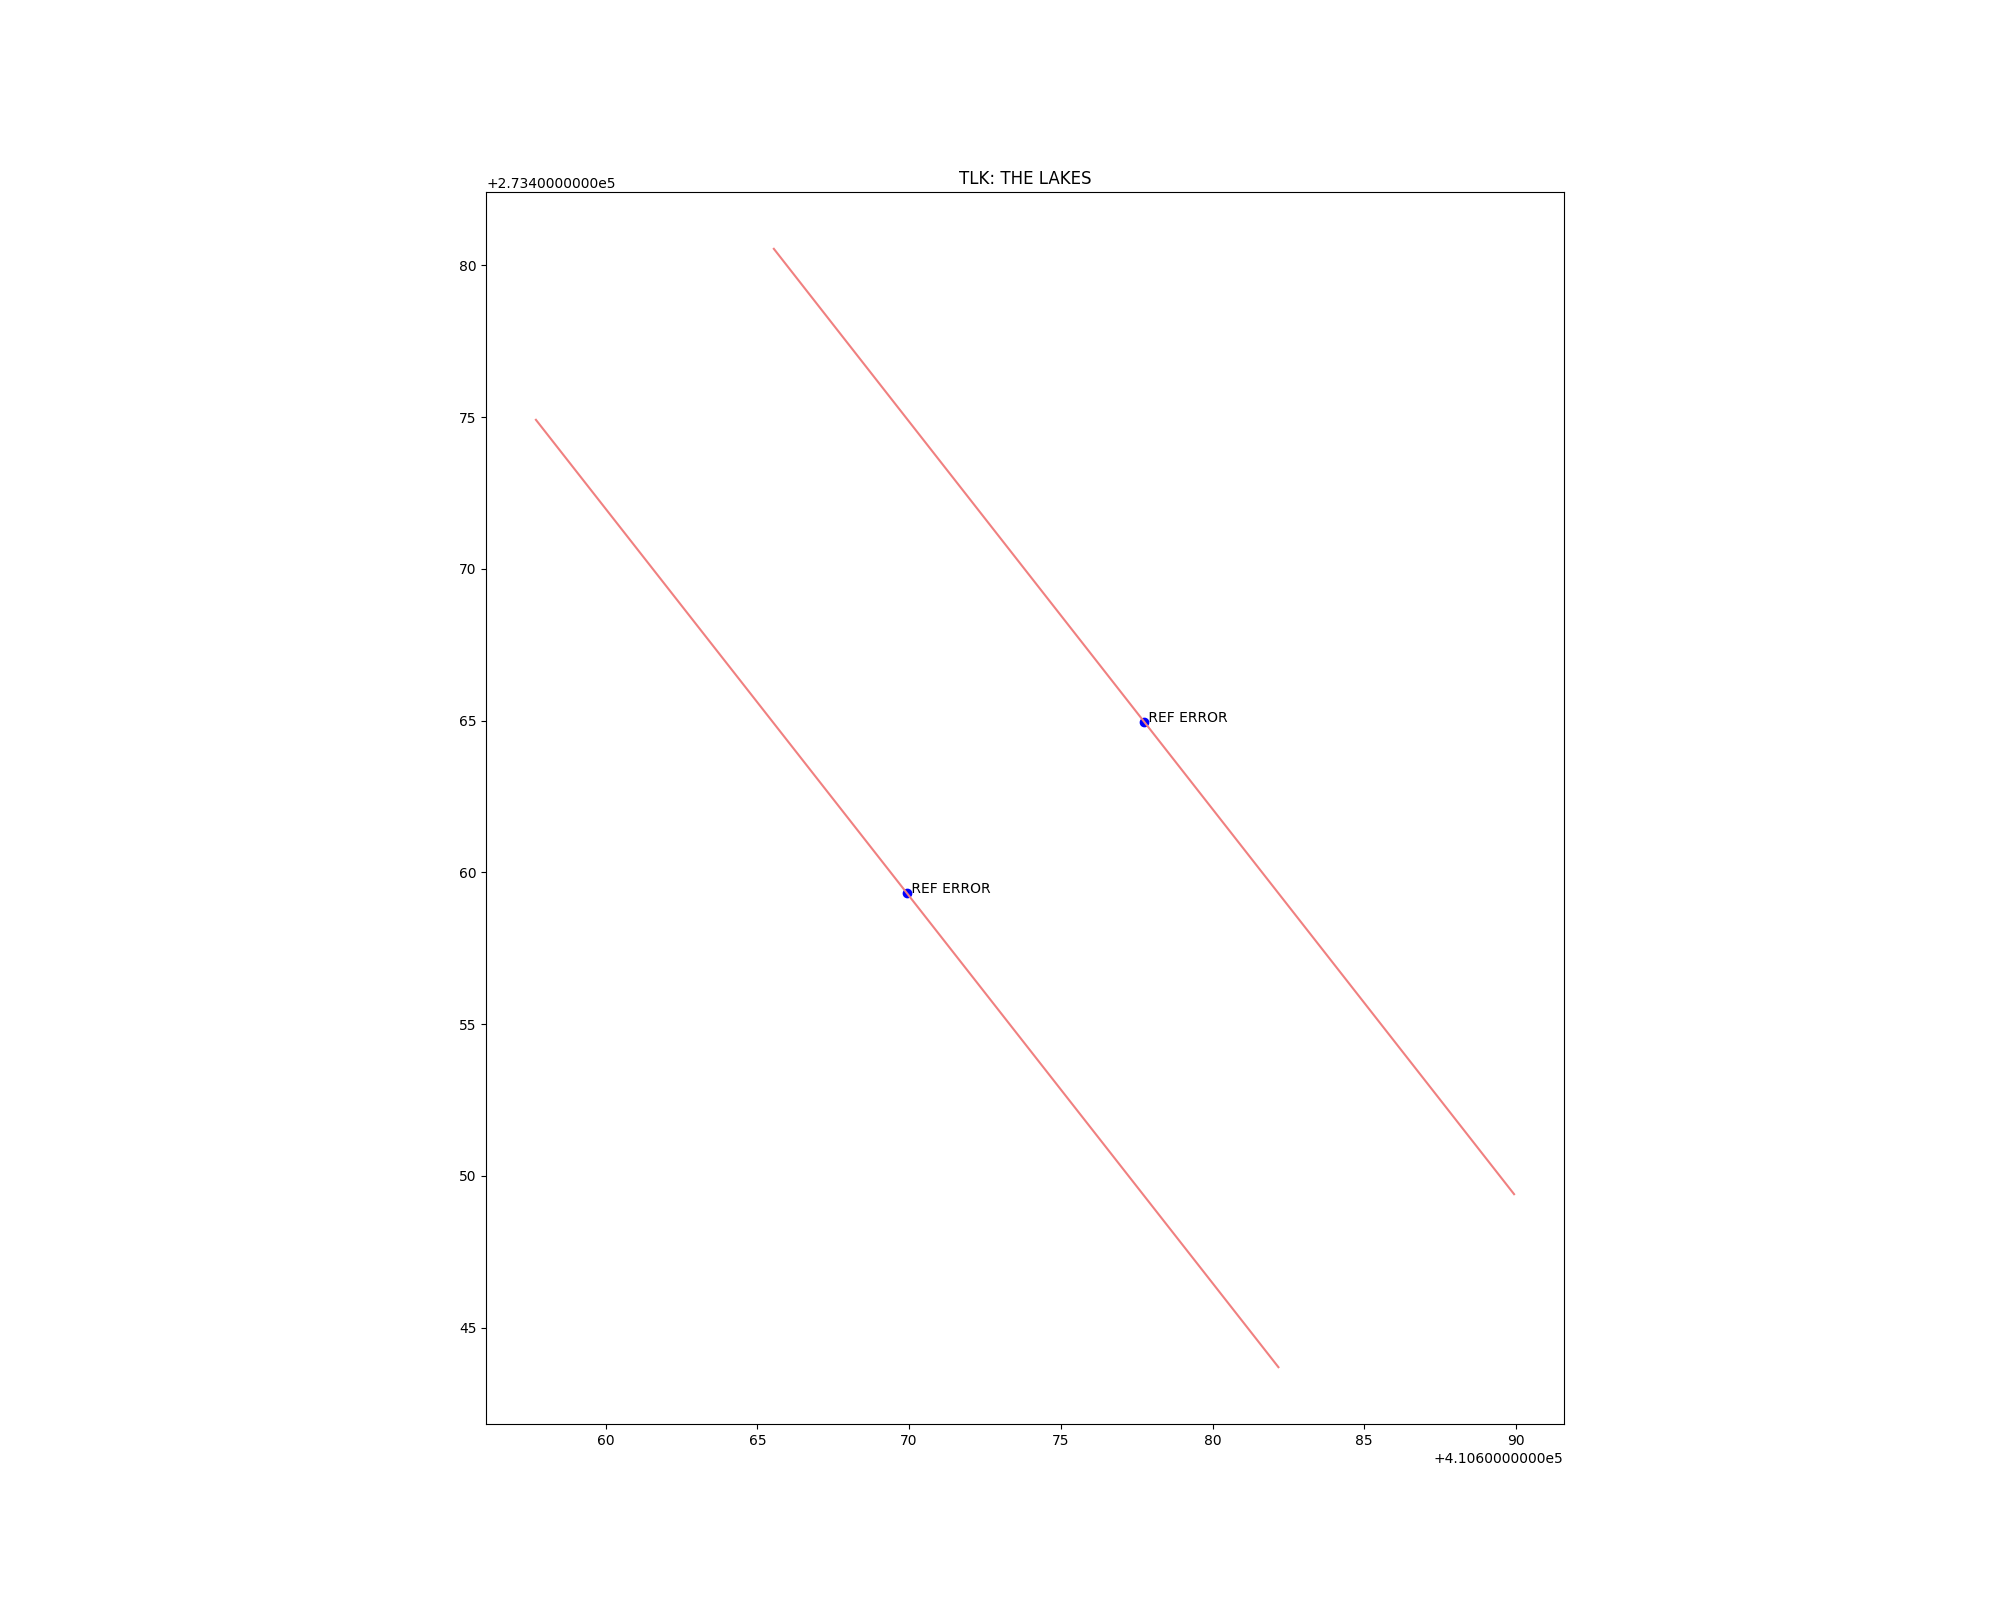 TLK: THE LAKES
+2.7340000000e5
80
75
70
65
REF ERROR
60
REF ERROR
55
50
45
60 65 70 75 80 85 90
+4.1060000000e5